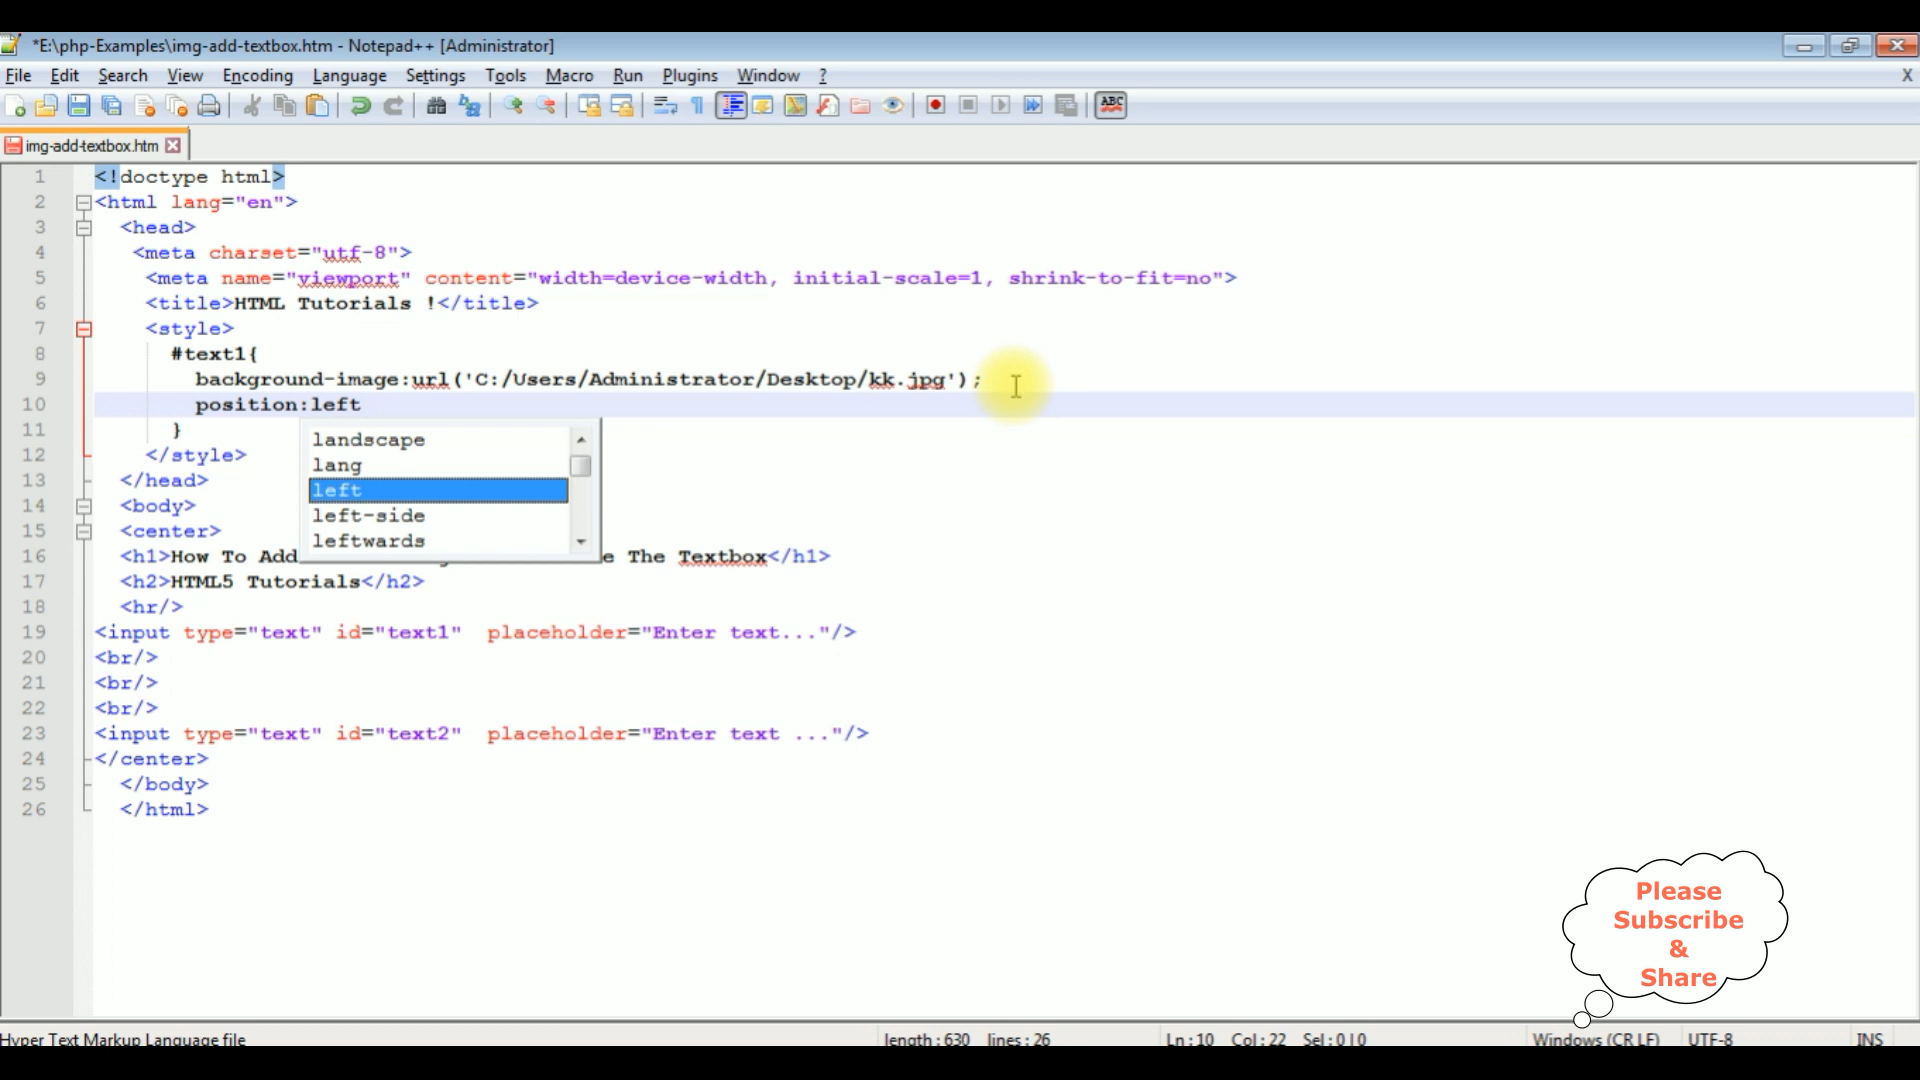 *E:\php-Examples\img-add-textbox.htm - Notepad++ [Administrator]
File Edit Search View Encoding Language Settings Tools Macro Run Plugins Window ? X
ABC
img-add-textbox.htm
1 <!doctype html>
2 <html lang="en">
3 <head>
4 <meta charset="utf-8">
5 <meta name="viewport" content="width=device-width, initial-scale=1, shrink-to-fit=no">
6 <title>HTML Tutorials !</title>
7 <style>
8 #text1{
9 background-image:url('C:/Users/Administrator/Desktop/kk.jpg');
10 position:left
11 }
landscape
12 </style>
lang
13 </head>
left
14 <body>
left-side
15 <center>
leftwards
16 <h1>How To Add e The Textbox</h1>
17 <h2>HTML5 Tutorials</h2>
18 <hr/>
19 <input type="text" id="text1" placeholder="Enter text..."/>
20 <br/>
21 <br/>
22 <br/>
23 <input type="text" id="text2" placeholder="Enter text ..."/>
24 </center>
25 </body>
26 </html>
Please
Subscribe
&
Share
Hyper Text Markup Language file length : 630 lines : 26 Ln : 10 Col : 22 Sel : 0 | 0 Windows (CR LF) UTF-8 INS